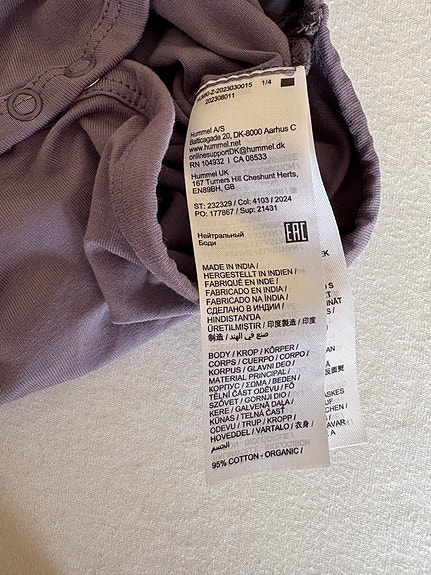 HUM90-Z-2023030015 1/4
202308011
Hummel A/S
Balticagade 20, DK-8000 Aarhus C
www.hummel.net
onlinesupportDK@hummel.dk
RN 104932 | CA 08533
Hummel UK
167 Turners Hill Cheshunt Herts,
EN89BH, GB
ST: 232329 / Col: 4103 / 2024
PO: 177867 / Sup: 21431
Нейтральный
Боди
EAC
MADE IN INDIA /
HERGESTELLT IN INDIEN /
FABRIQUÉ EN INDE /
FABRICADO EN INDIA /
FABRICADO NA ÍNDIA /
СДЕЛАНО В ИНДИИ /
HINDISTAN'DA
ÜRETILMIŞTIR / 印度製造 / 印度
制造 / صنع في الهند
BODY / KROP / KÖRPER /
CORPS / CUERPO / CORPO /
KORPUS / GLAVNI DEO /
MATERIAL PRINCIPAL /
КОРПУС / ΣΩΜΑ / BEDEN /
TĚLNÍ ČÁST ODĚVU / FŐ
SZÖVET / GORNJI DIO /
KERE / GALVENĀ DAĻA /
KŪNAS / TELNÁ ČASŤ
ODEVU / TRUP / KROPP /
HOVEDDEL / VARTALO / 衣身 /
الجسم
95% COTTON - ORGANIC /